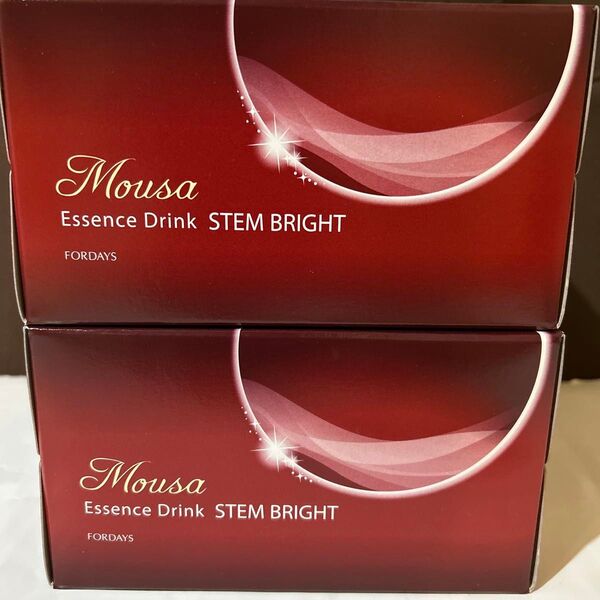 Mousa
Essence Drink STEM BRIGHT
FORDAYS
Mousa
Essence Drink STEM BRIGHT
FORDAYS